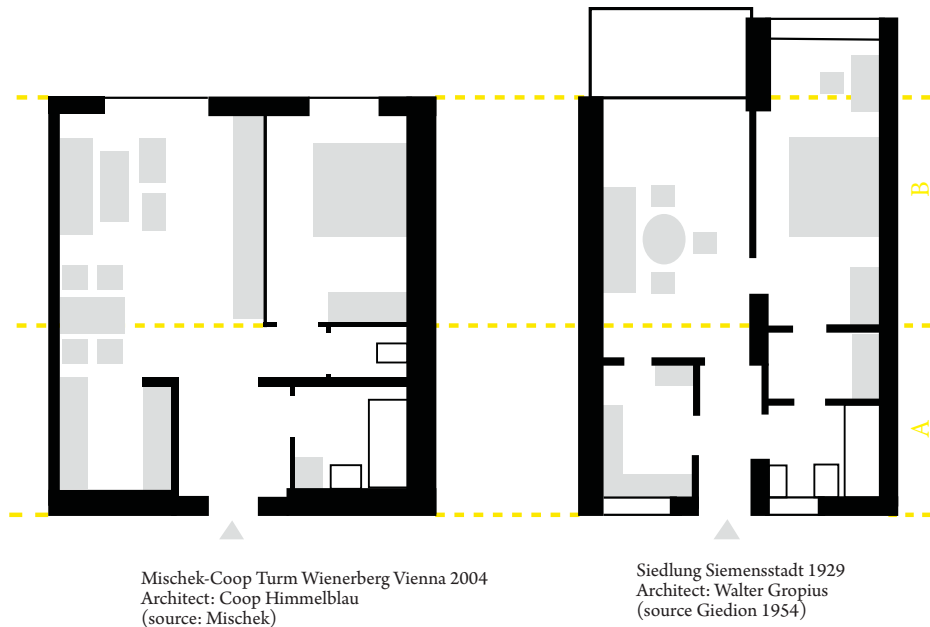 B
A
Mischek-Coop Turm Wienerberg Vienna 2004
Architect: Coop Himmelblau
(source: Mischek)
Siedlung Siemensstadt 1929
Architect: Walter Gropius
(source Giedion 1954)